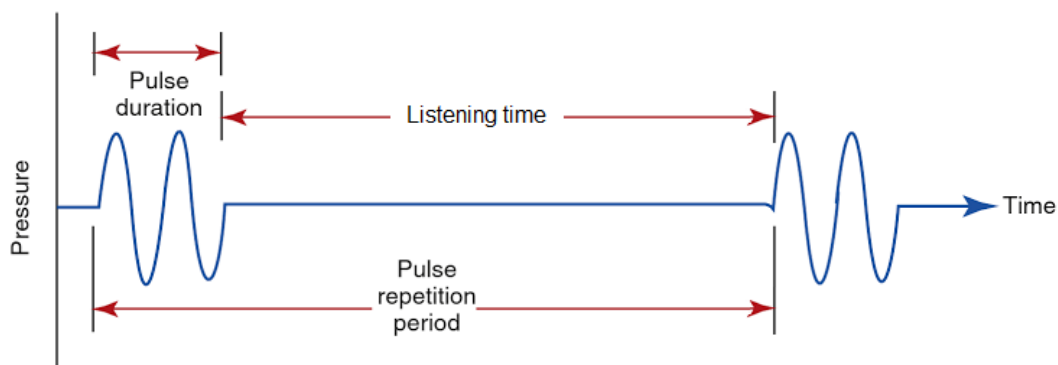 Pulse
duration
Listening time
Pressure
Time
Pulse
repetition
period